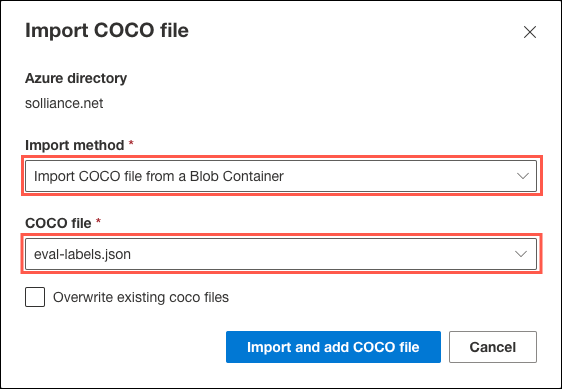 Import COCO file
Azure directory
solliance.net
Import method *
Import COCO file from a Blob Container
COCO file *
eval-labels.json
Overwrite existing coco files
Import and add COCO file
Cancel